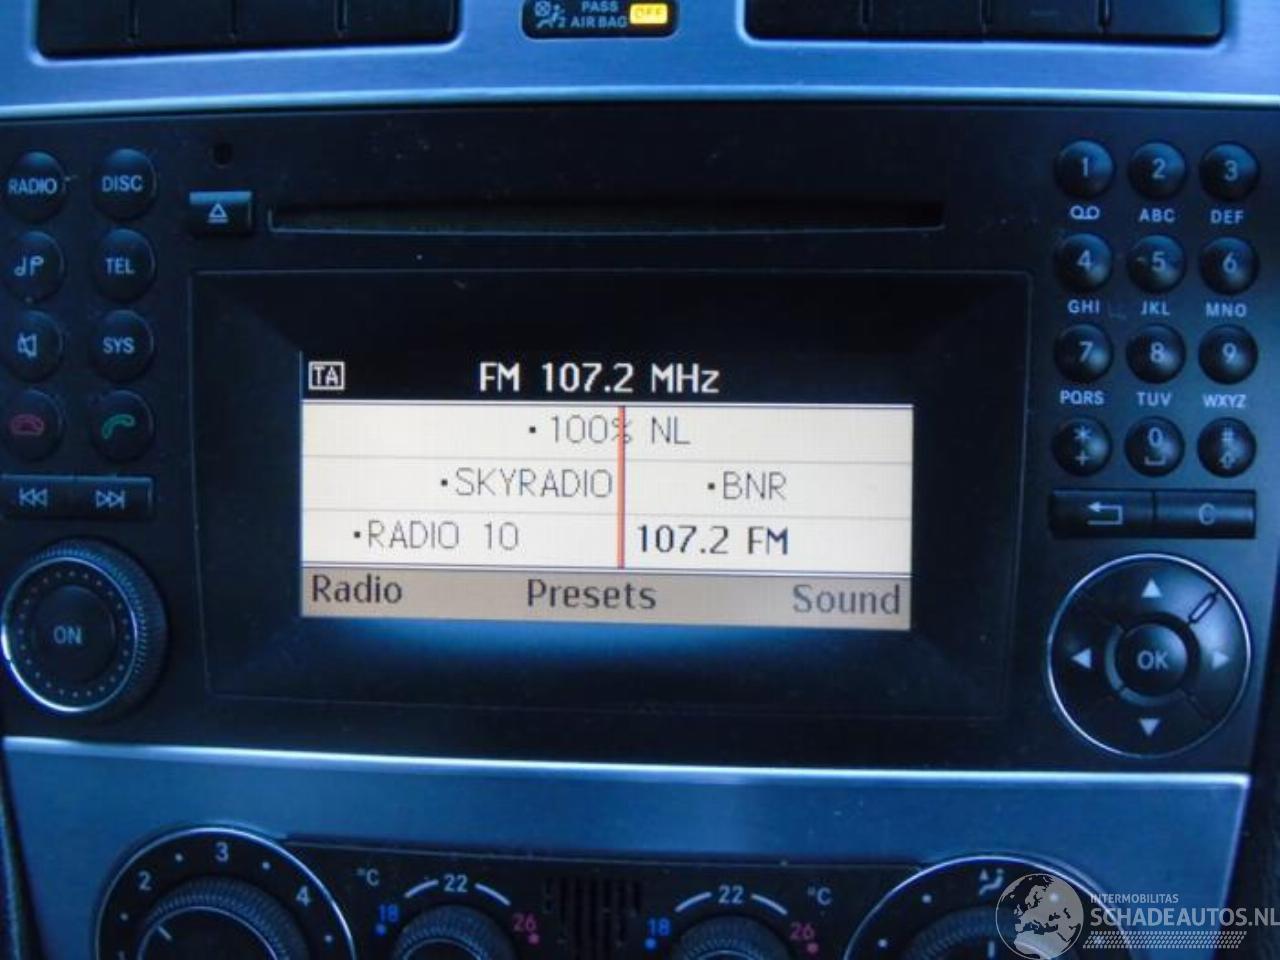 PASS
2 AIR BAG OFF
RADIO DISC
TEL
SYS
ON
1 2 3
ABC DEF
4 5 6
GHI JKL MNO
7 8 9
PQRS TUV WXYZ
* 0 #
+
C
OK
TA FM 107.2 MHz
·100% NL
·SKYRADIO ·BNR
·RADIO 10 107.2 FM
Radio Presets Sound
1 2 3 4
°C 22 22 °C
18 26 18 26
INTERMOBILITAS
SCHADEAUTOS.NL